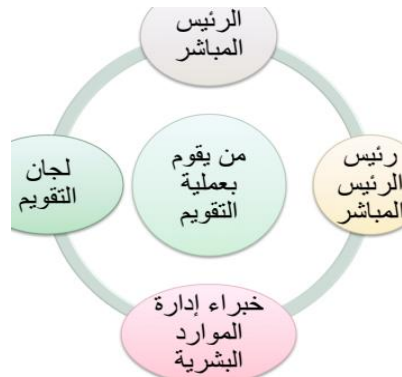 الرئيس
المباشر
رئيس
الرئيس
المباشر
من يقوم
بعملية
التقويم
لجان
التقويم
خبراء إدارة
الموارد
البشرية